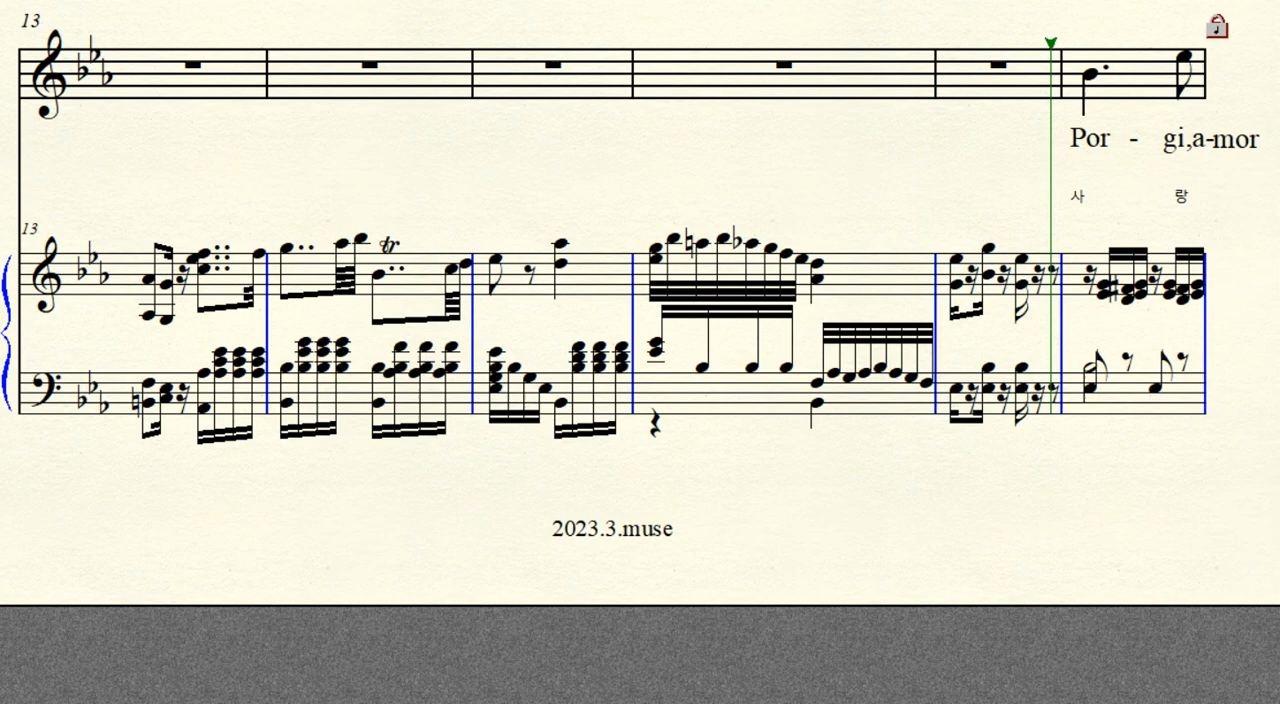 13
Por - gi,a-mor
사 랑
13
tr
2023.3.muse